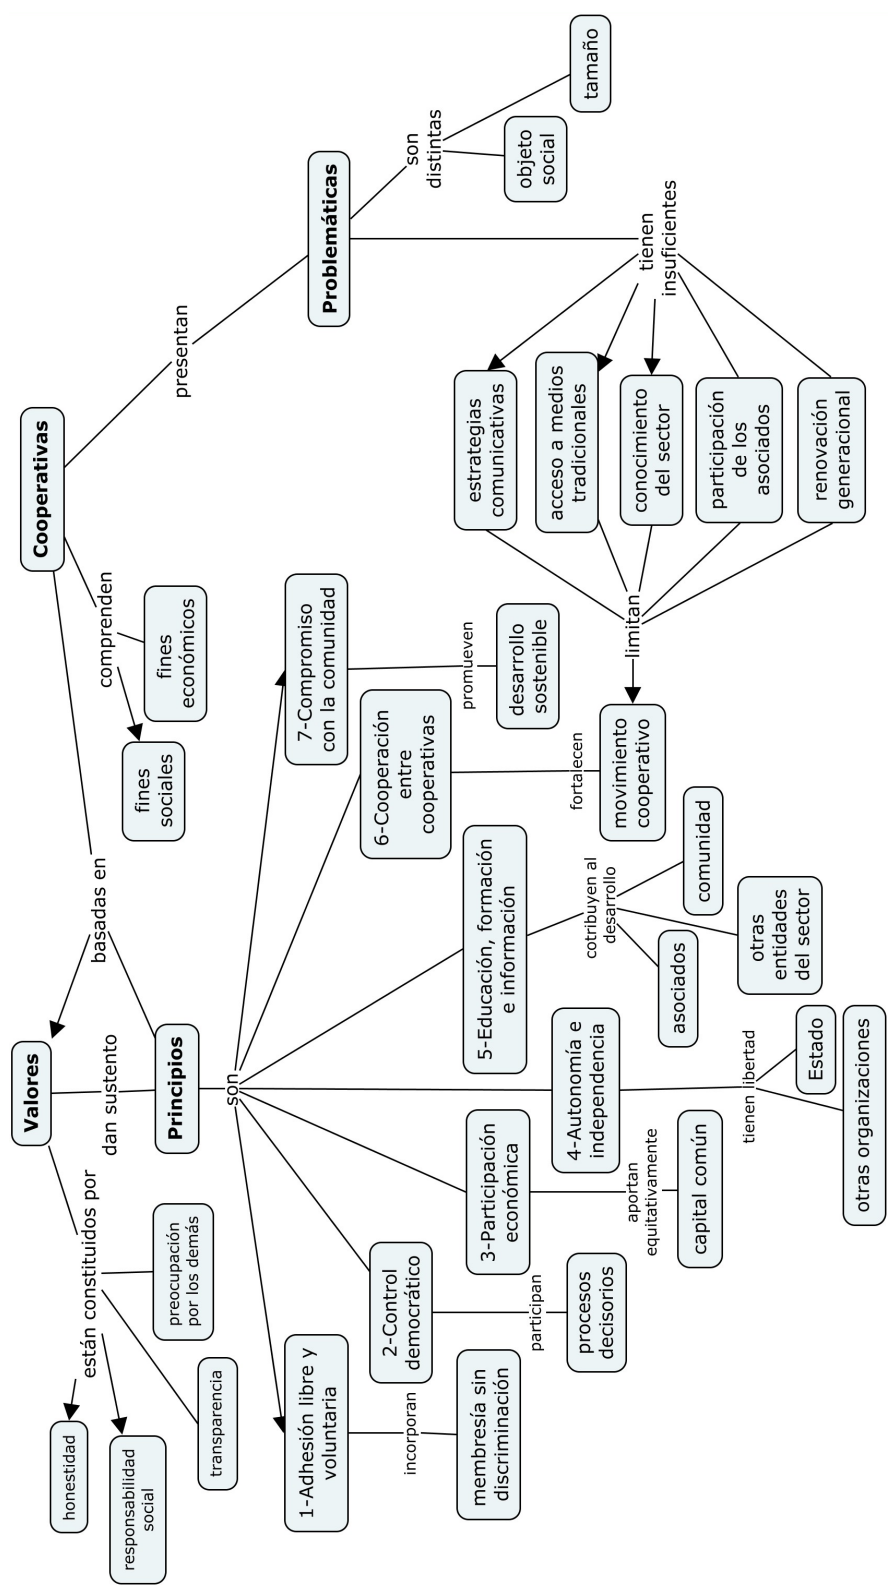 Cooperativas
basadas en
comprenden
presentan
Valores
dan sustento
Principios
están constituidos por
honestidad
responsabilidad
social
transparencia
preocupación
por los demás
fines
sociales
fines
económicos
Problemáticas
son
distintas
objeto
social
tamaño
son
1-Adhesión libre y
voluntaria
incorporan
membresía sin
discriminación
2-Control
democrático
participan
procesos
decisorios
3-Participación
económica
aportan
equitativamente
capital común
4-Autonomía e
independencia
tienen libertad
Estado
otras organizaciones
5-Educación, formación
e información
cotribuyen al
desarrollo
asociados
otras
entidades
del sector
comunidad
6-Cooperación
entre
cooperativas
fortalecen
movimiento
cooperativo
7-Compromiso
con la comunidad
promueven
desarrollo
sostenible
limitan
tienen
insuficientes
estrategias
comunicativas
acceso a medios
tradicionales
conocimiento
del sector
participación
de los
asociados
renovación
generacional